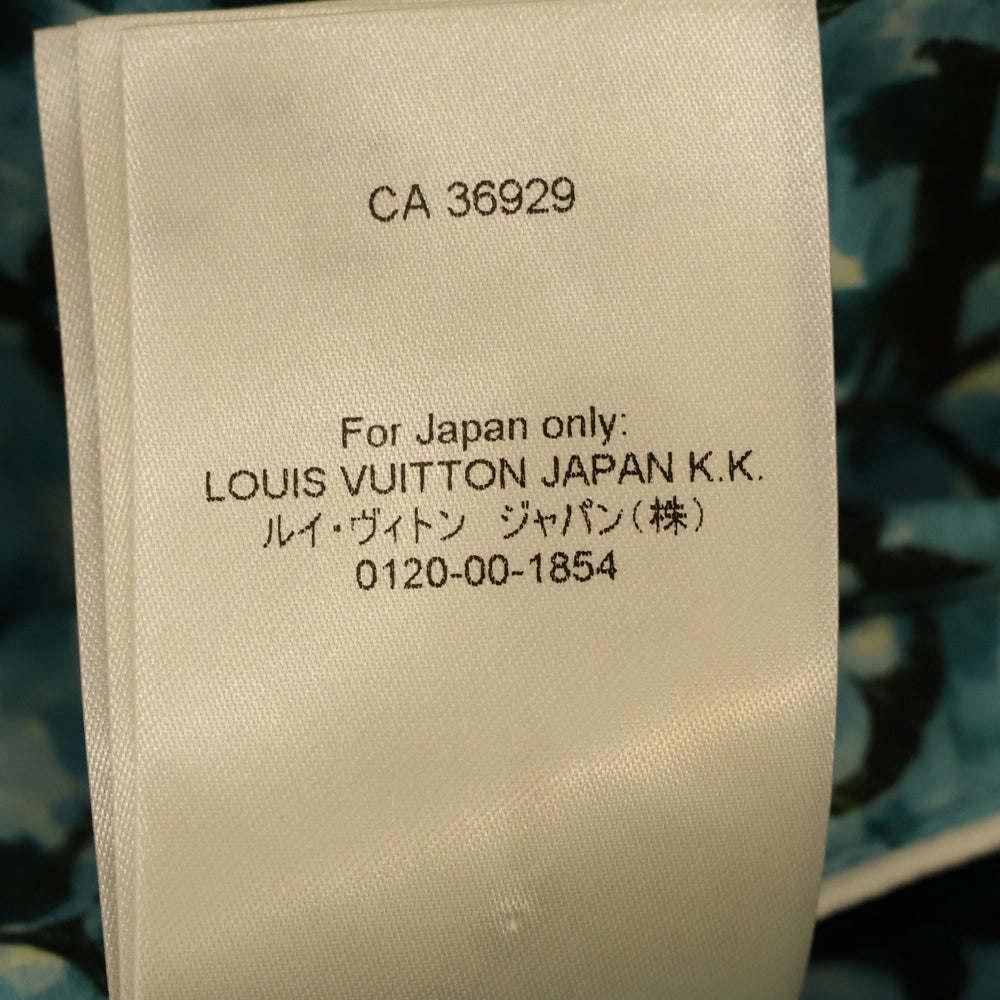 CA 36929
For Japan only:
LOUIS VUITTON JAPAN K.K.
ルイ・ヴィトン　ジャパン(株)
0120-00-1854